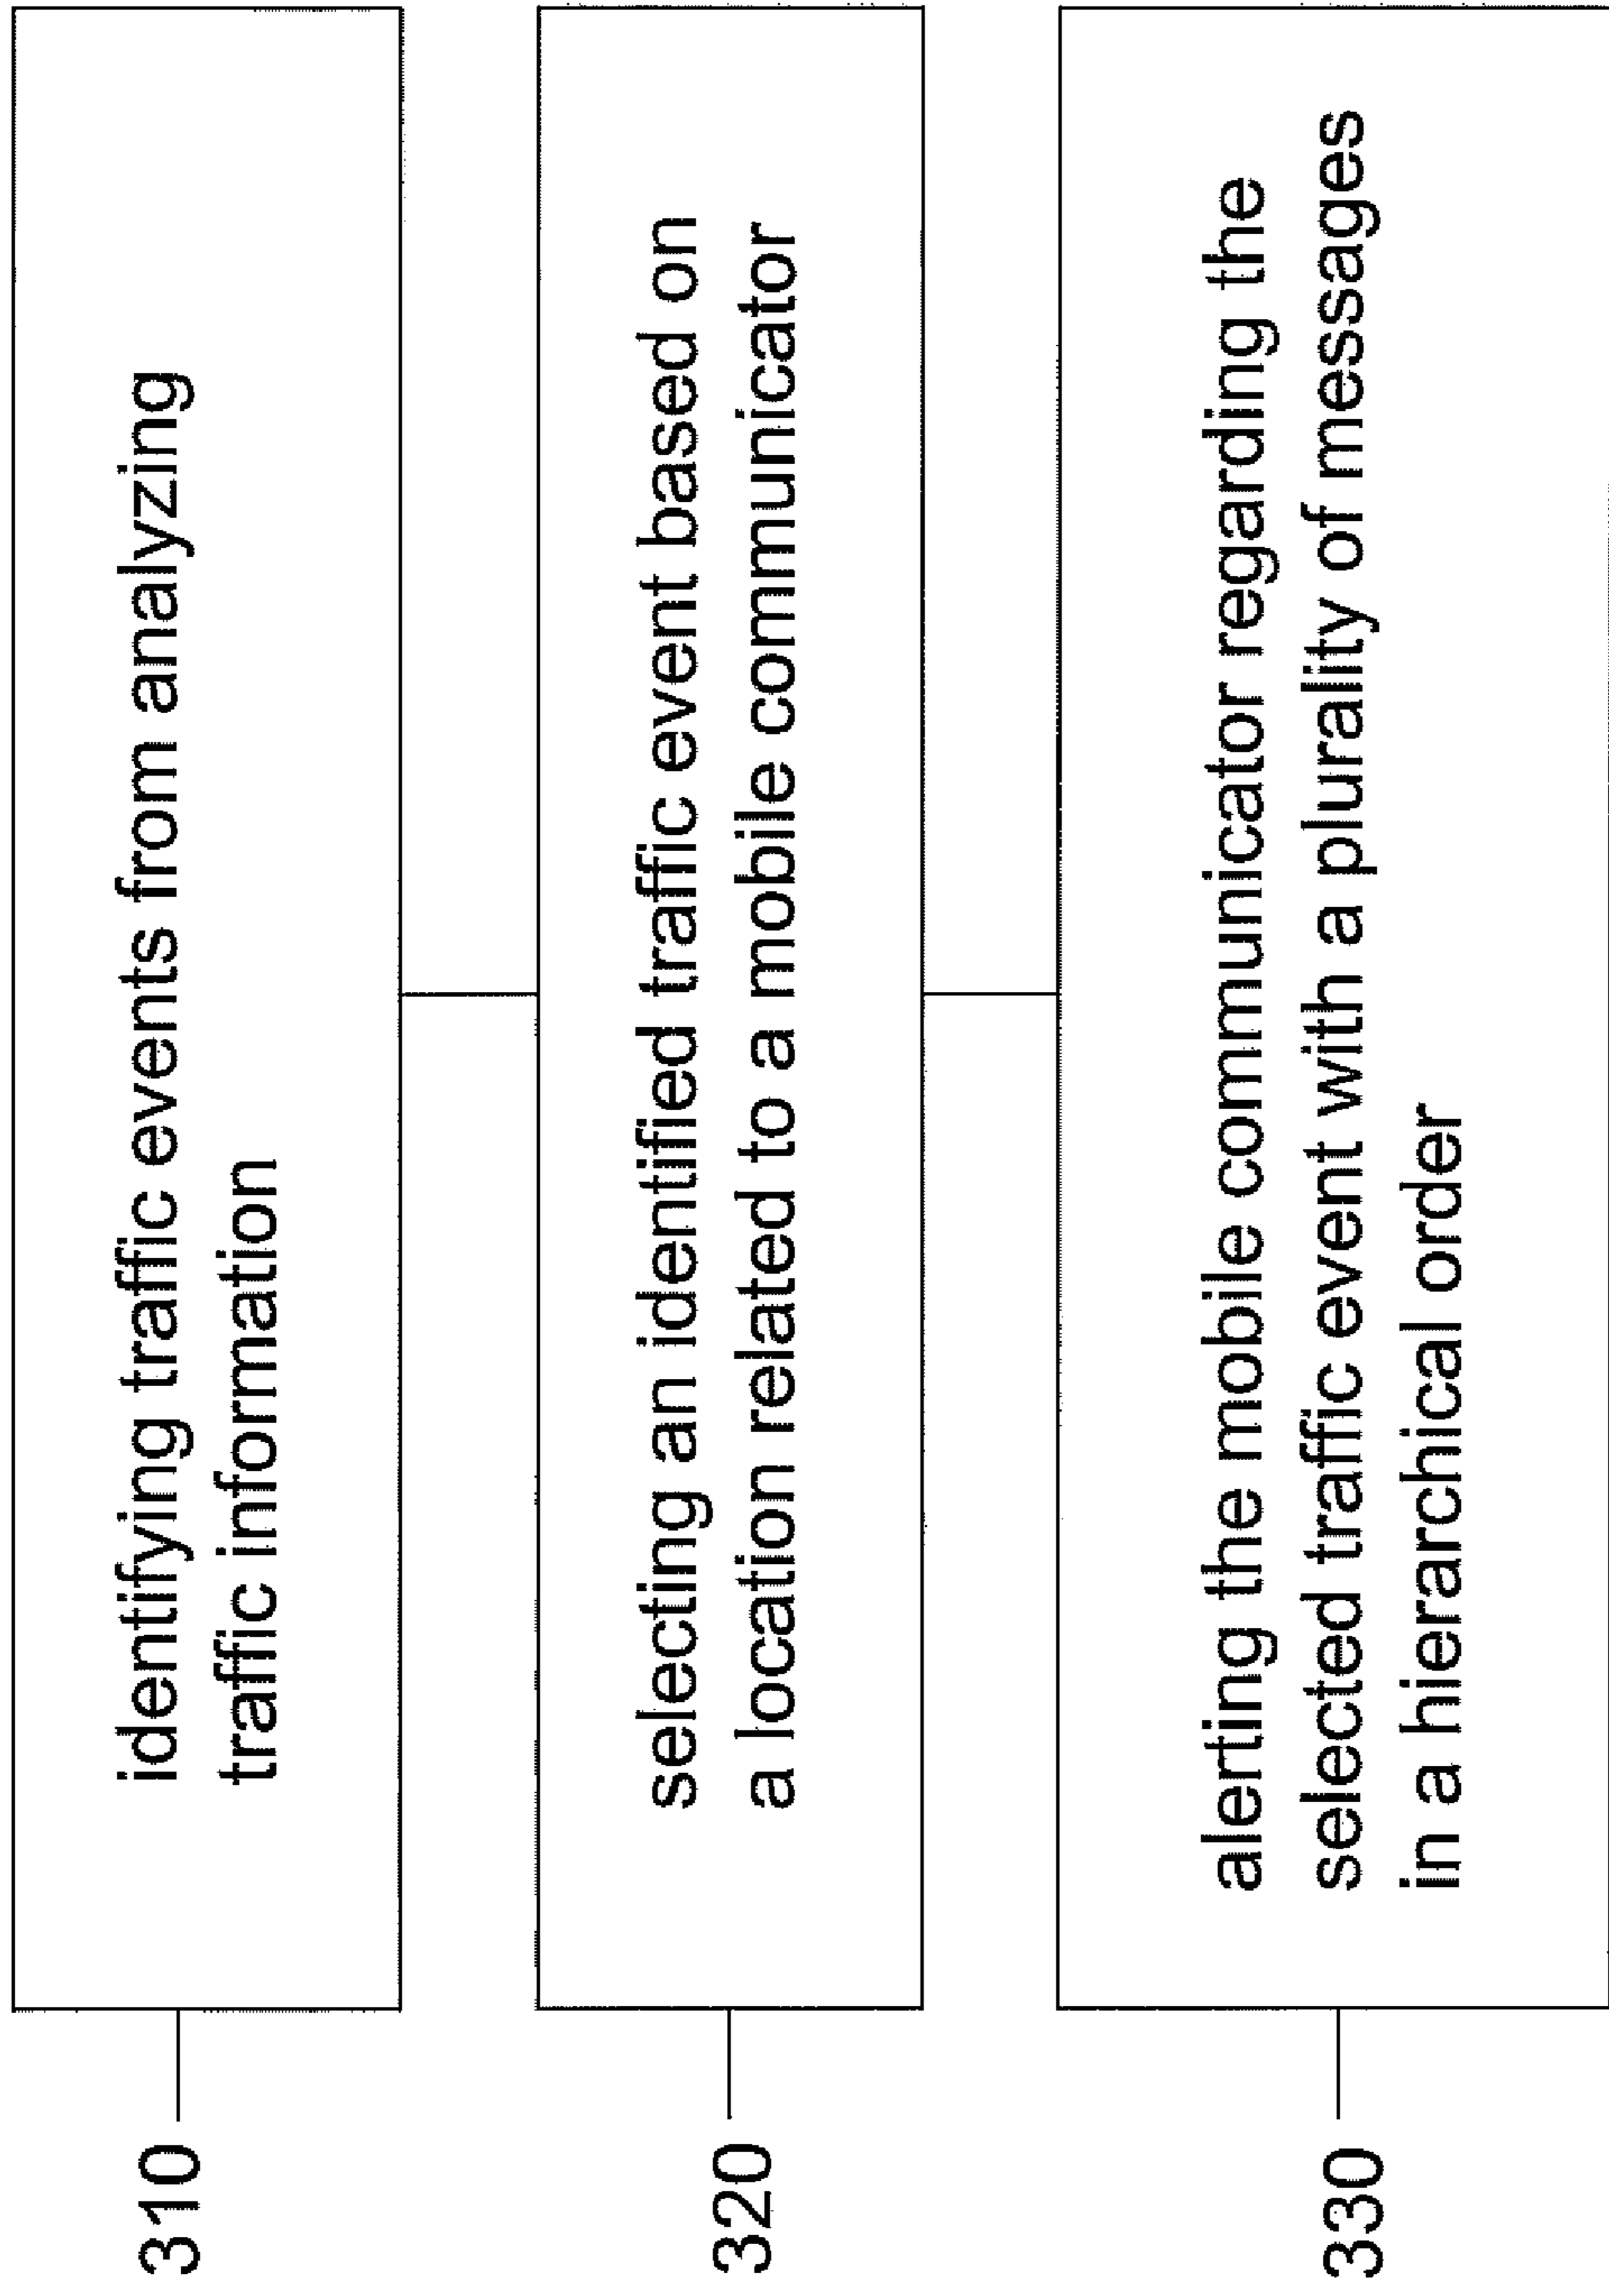 310
identifying traffic events from analyzing
traffic information
320
selecting an identified traffic event based on
a location related to a mobile communicator
330
alerting the mobile communicator regarding the
selected traffic event with a plurality of messages
in a hierarchical order